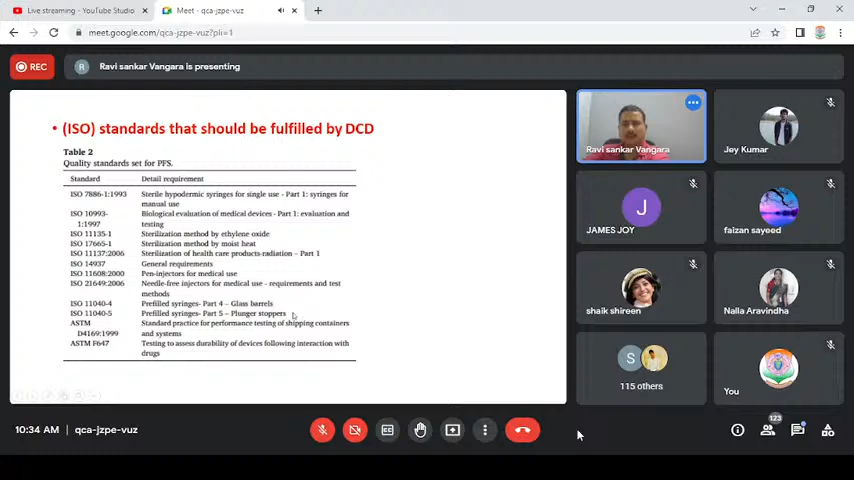 Live streaming - YouTube Studio
Meet - qca-jzpe-vuz
meet.google.com/qca-jzpe-vuz?pli=1
REC
R
Ravi sankar Vangara is presenting
• (ISO) standards that should be fulfilled by DCD
Table 2
Quality standards set for PFS.
Standard Detail requirement
ISO 7886-1:1993 Sterile hypodermic syringes for single use - Part 1: syringes for
manual use
ISO 10993- Biological evaluation of medical devices - Part 1: evaluation and
1:1997 testing
ISO 11135-1 Sterilization method by ethylene oxide
ISO 17665-1 Sterilization method by moist heat
ISO 11137:2006 Sterilization of health care products-radiation – Part 1
ISO 14937 General requirements
ISO 11608:2000 Pen-injectors for medical use
ISO 21649:2006 Needle-free injectors for medical use - requirements and test
methods
ISO 11040-4 Prefilled syringes- Part 4 – Glass barrels
ISO 11040-5 Prefilled syringes- Part 5 – Plunger stoppers
ASTM Standard practice for performance testing of shipping containers
D4169:1999 and systems
ASTM F647 Testing to assess durability of devices following interaction with
drugs
Ravi sankar Vangara
Jey Kumar
J
JAMES JOY
faizan sayeed
shaik shireen
Nalla Aravindha
S
115 others
You
10:34 AM | qca-jzpe-vuz
123